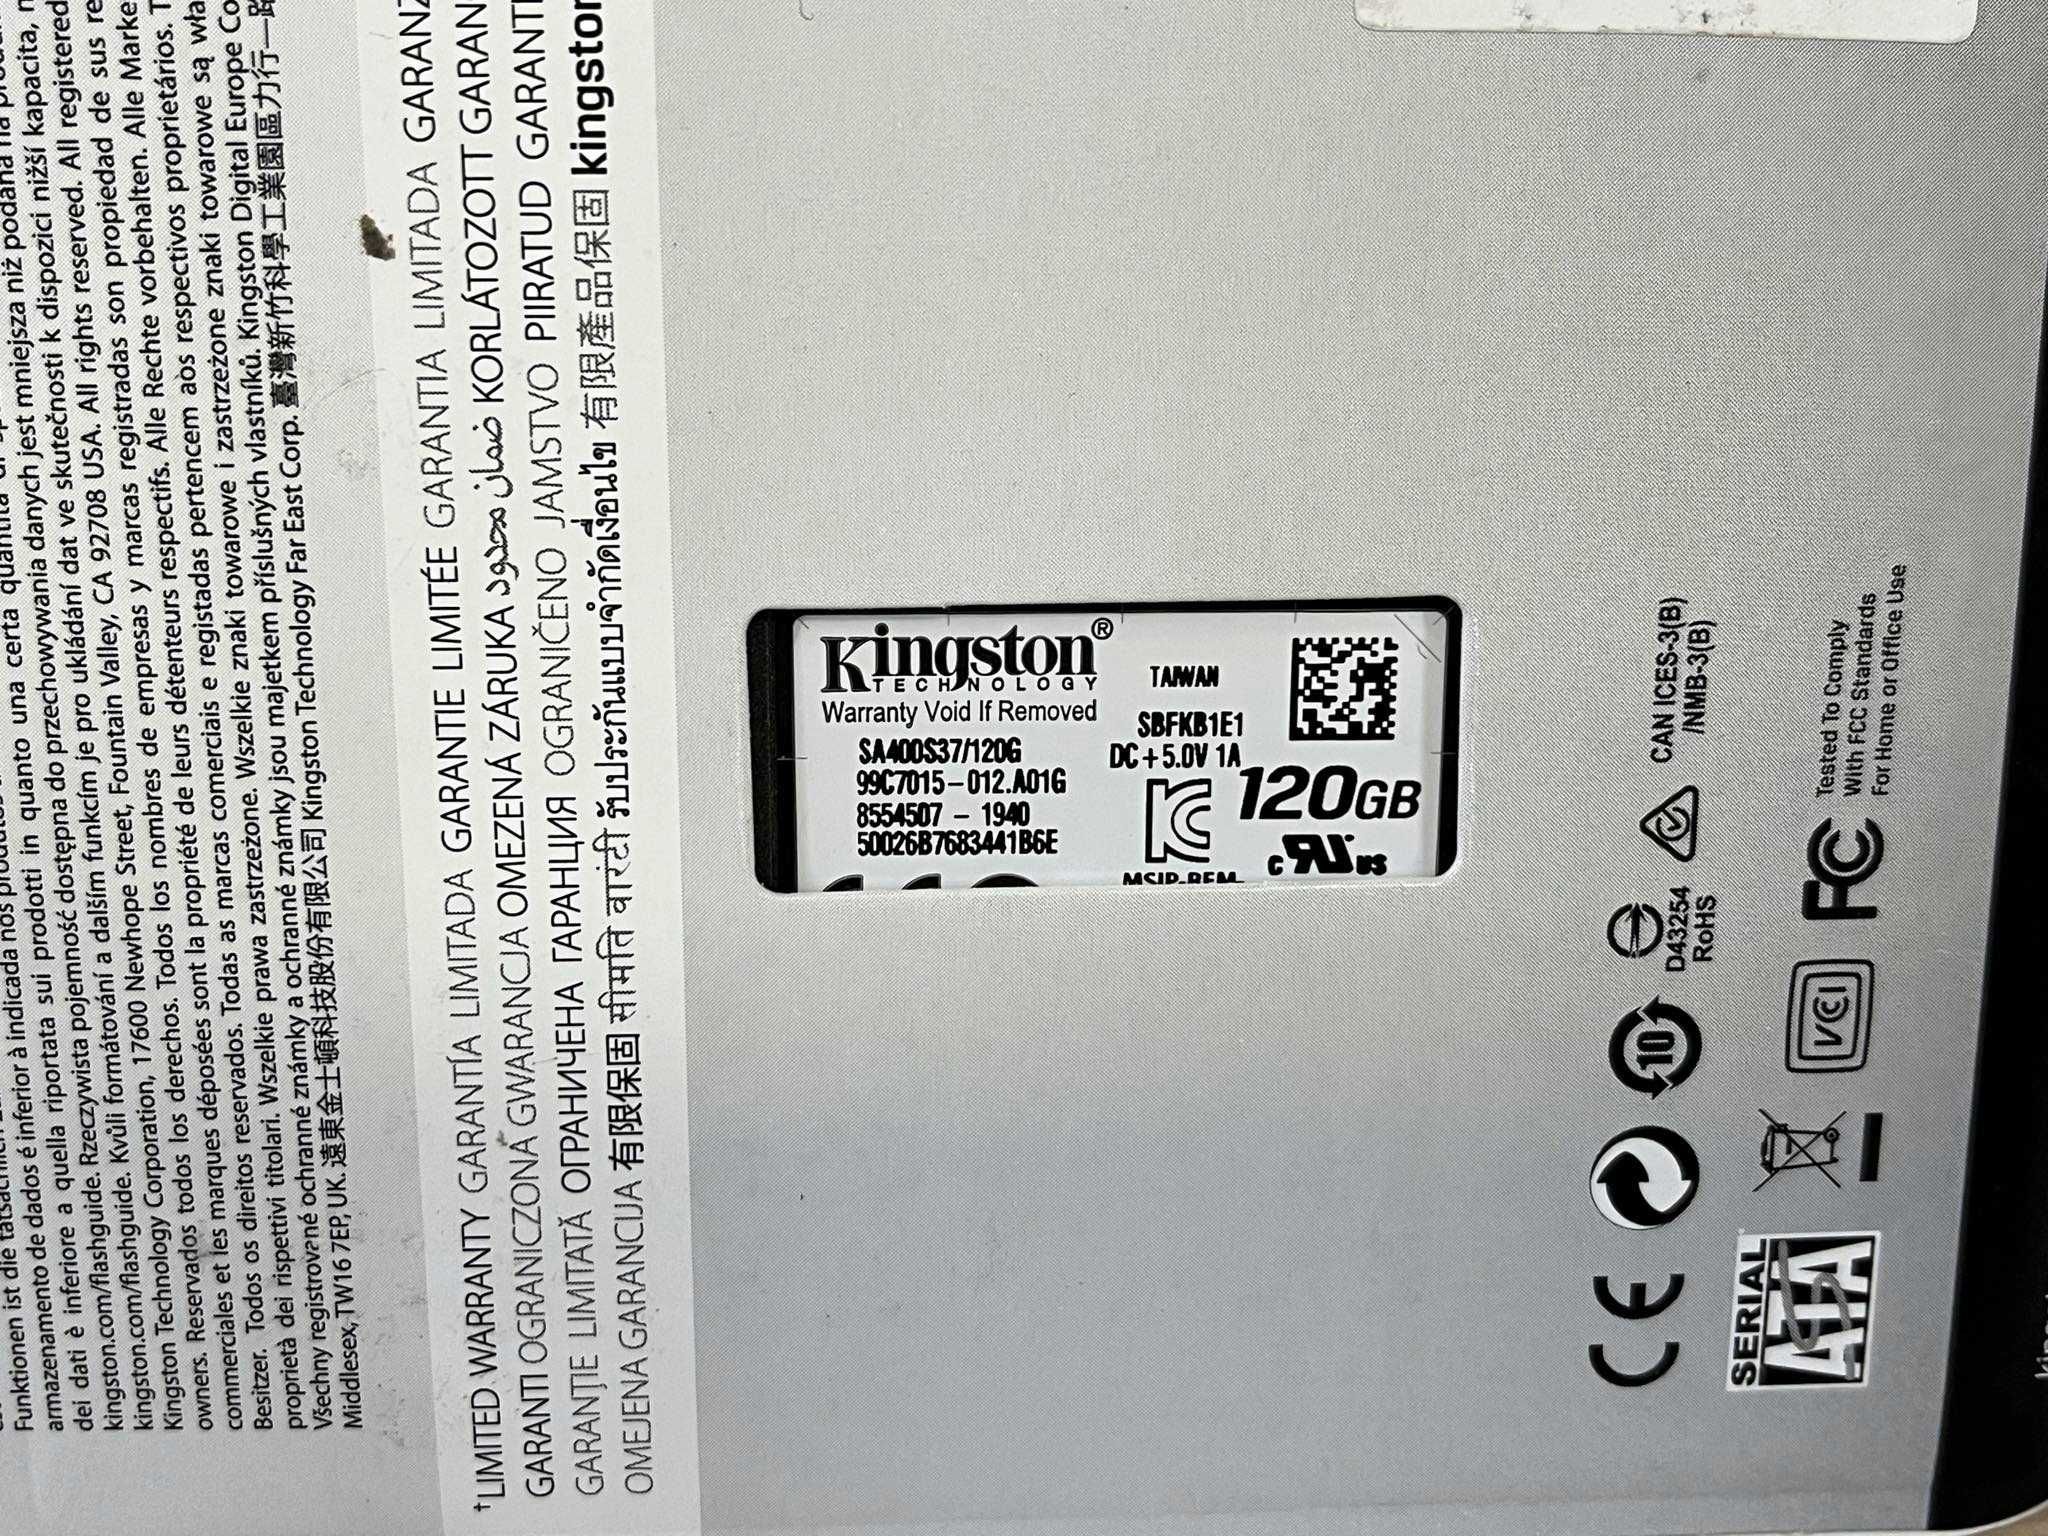 Funktionen ist die
armazenamento de dados é inferior à indicada nos
dei dati è inferiore a quella riportata sui prodotti in quanto una certa quantità
kingston.com/flashguide. Rzeczywista pojemność dostępna do przechowywania danych jest mniejsza niż podana na
kingston.com/flashguide. Kvůli formátování a dalším funkcím je pro ukládání dat ve skutečnosti k dispozici nižší kapacita,
Kingston Technology Corporation, 17600 Newhope Street, Fountain Valley, CA 92708 USA. All rights reserved. All registered
owners. Reservados todos los derechos. Todos los nombres de empresas y marcas registradas son propiedad de sus
commerciales et les marques déposées sont la propriété de leurs détenteurs respectifs. Alle Rechte vorbehalten. Alle
Besitzer. Todos os direitos reservados. Todas as marcas comerciais e registadas pertencem aos respectivos proprietários.
proprietà dei rispettivi titolari. Wszelkie prawa zastrzeżone. Wszelkie znaki towarowe i zastrzeżone znaki towarowe są
Všechny registrované ochranné známky a ochranné známky jsou majetkem příslušných vlastníků. Kingston Digital Europe
Middlesex, TW16 7EP, UK. 遠東金士頓科技股份有限公司 Kingston Technology Far East Corp. 臺灣新竹科學工業園區力行一路
†LIMITED WARRANTY GARANTÍA LIMITADA GARANTIE LIMITÉE GARANTIA LIMITADA
GARANTI OGRANICZONA GWARANCJA OMEZENÁ ZÁRUKA ضمان محدود KORLÁTOZOTT
GARANŢIE LIMITATĂ ОГРАНИЧЕНА ГАРАНЦИЯ OGRANIČENO JAMSTVO PIIRATUD
OMEJENA GARANCIJA 有限保固 सीमित वारंटी รับประกันแบบจำกัดเงื่อนไข 有限產品保固 kingston
Kingston®
TECHNOLOGY
Warranty Void If Removed
TAIWAN
SA400S37/120G
SBFKB1E1
99C7015-012.A01G
DC+5.0V 1A
8554507 - 1940
120GB
50026B7683441B6E
c RU us
SERIAL
ATA
CE
10
D43254
RoHS
CAN ICES-3(B)
/NMB-3(B)
VCI
FC
Tested To Comply
With FCC Standards
For Home or Office Use